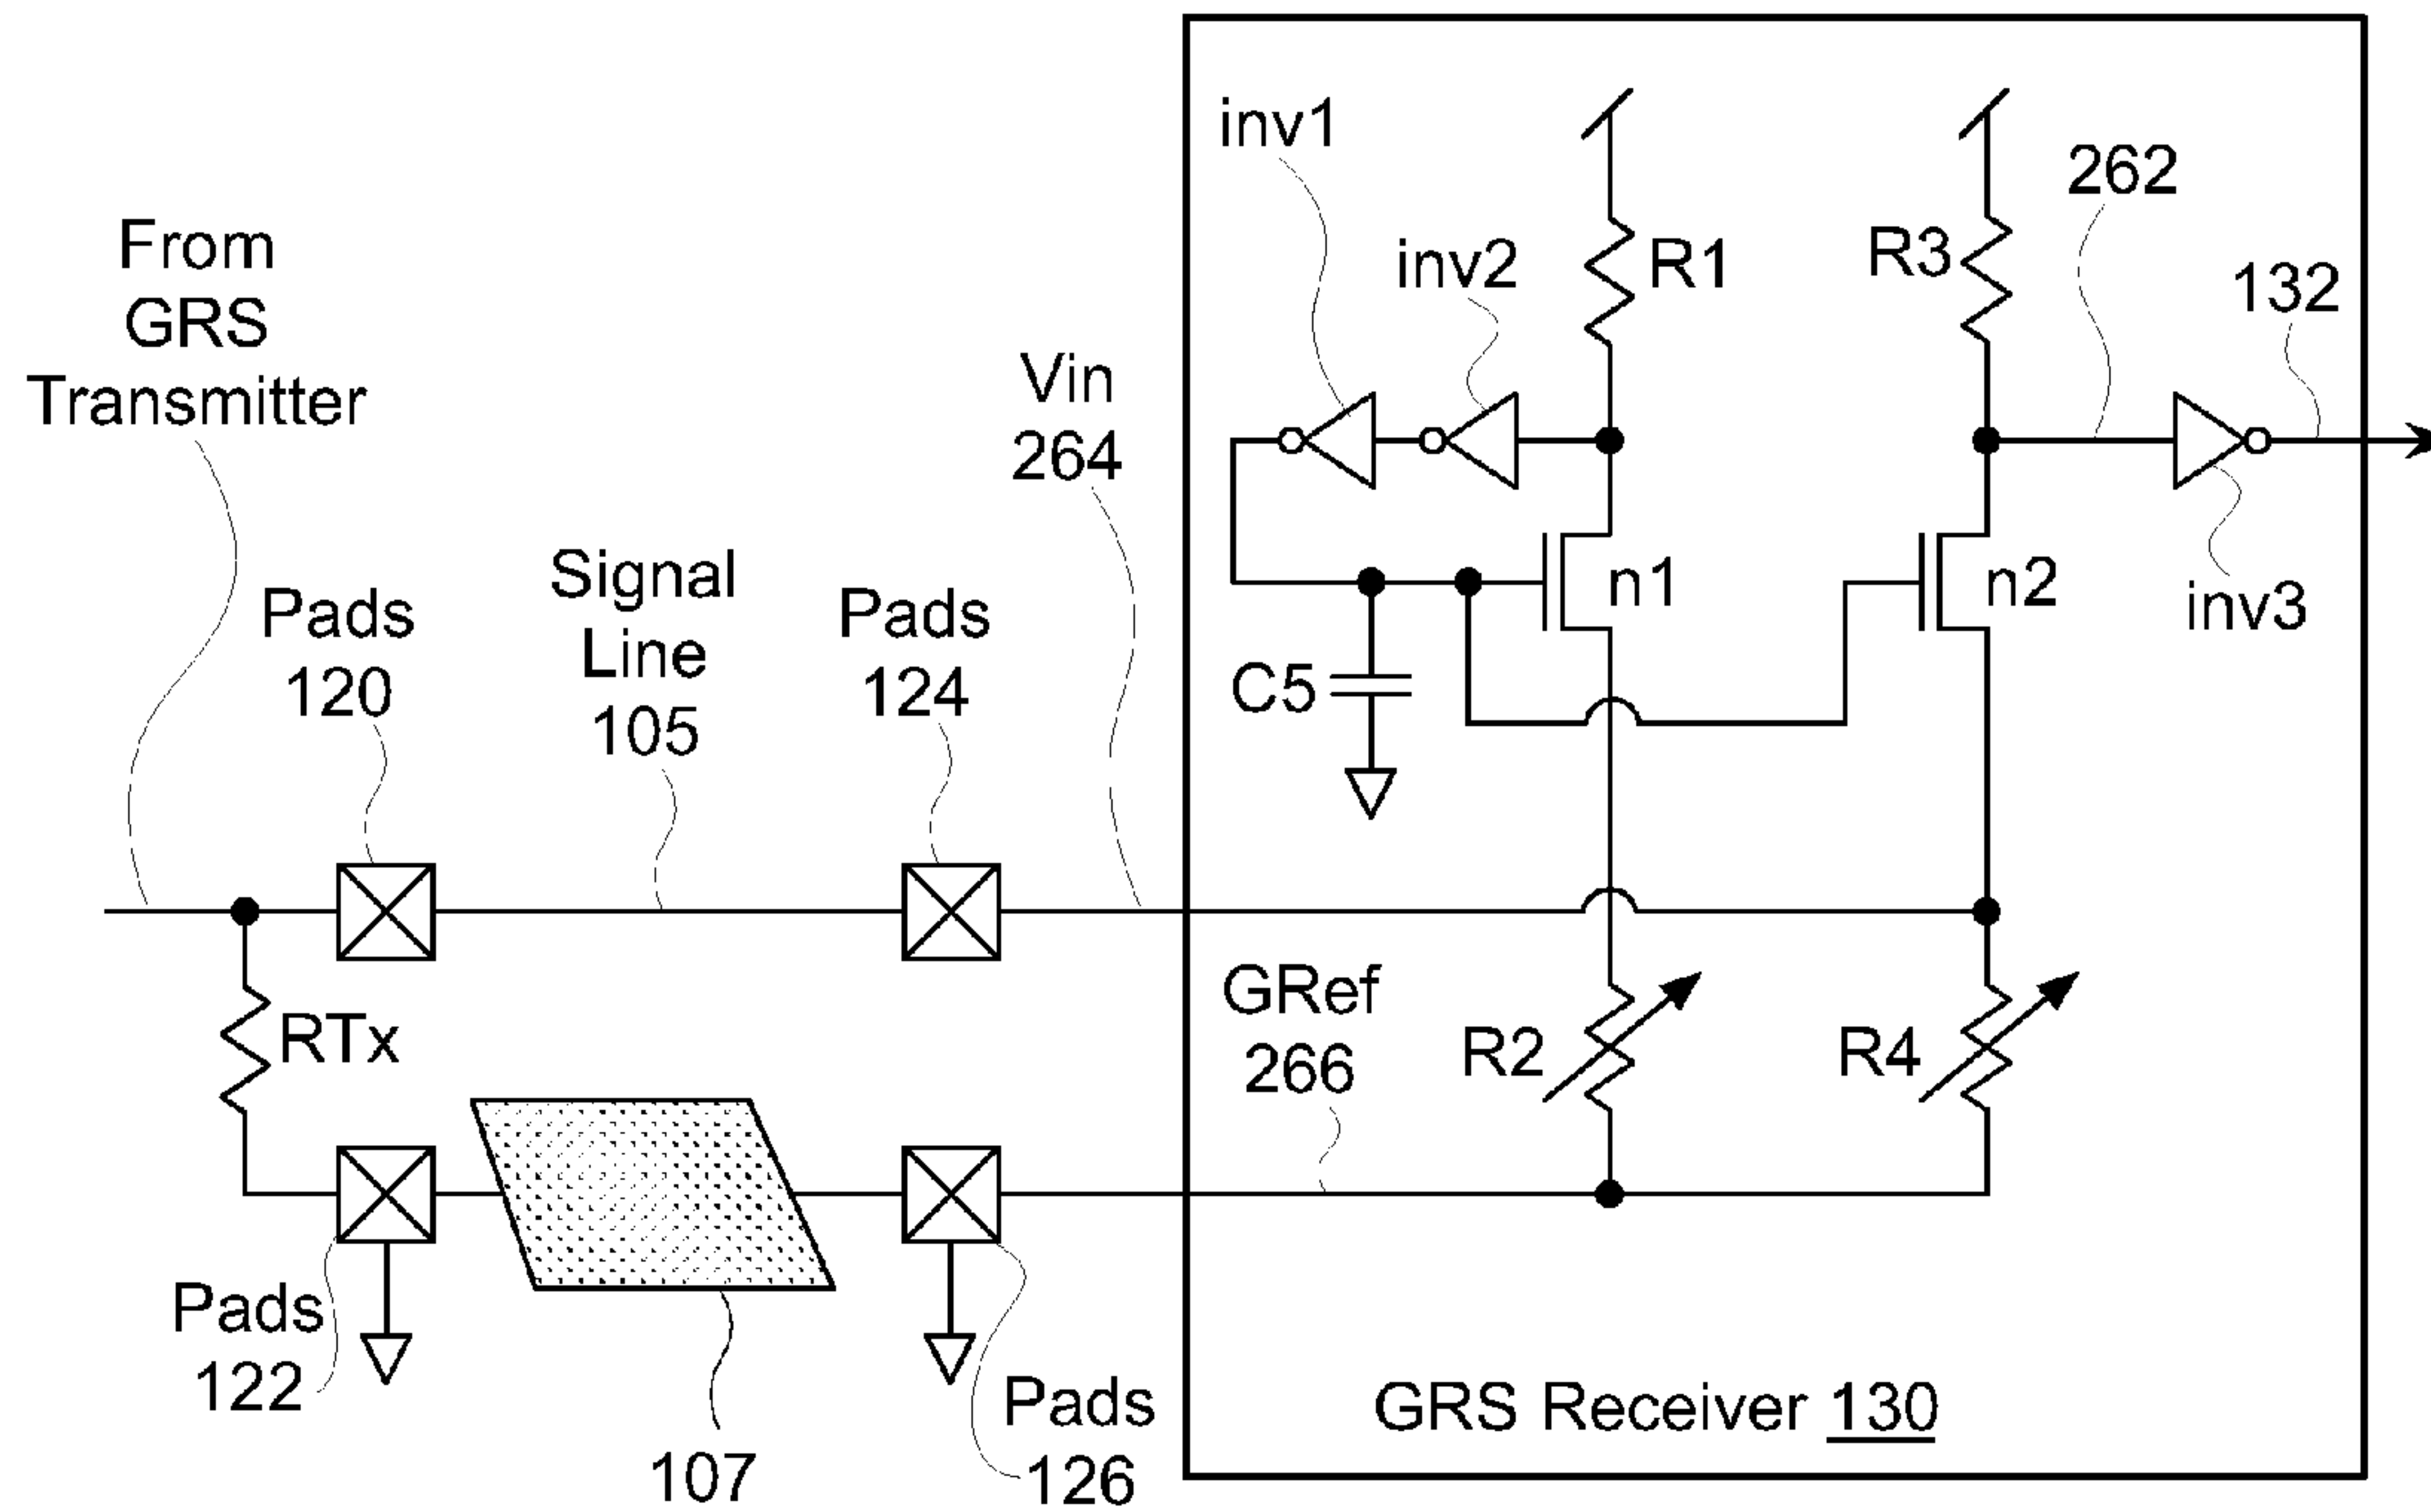 inv1
inv2
R1
R3
262
132
From
GRS
Transmitter
Vin
264
Pads
120
Signal
Line
105
Pads
124
n1
n2
inv3
C5
RTx
GRef
266
R2
R4
Pads
122
107
Pads
126
GRS Receiver 130